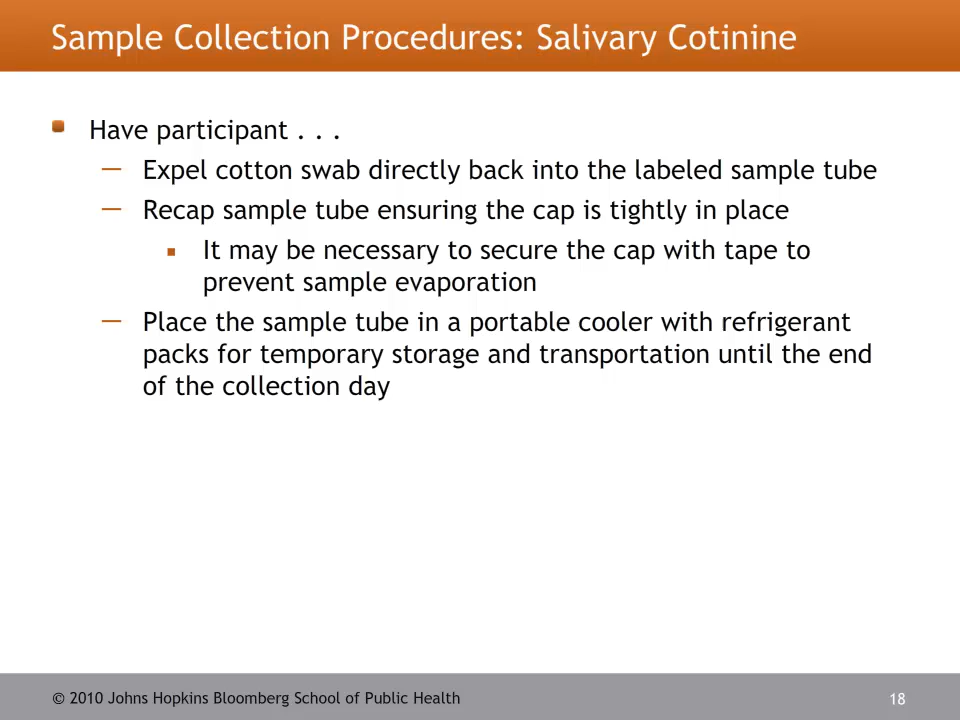 Sample Collection Procedures: Salivary Cotinine
Have participant . . .
— Expel cotton swab directly back into the labeled sample tube
— Recap sample tube ensuring the cap is tightly in place
▪ It may be necessary to secure the cap with tape to
prevent sample evaporation
— Place the sample tube in a portable cooler with refrigerant
packs for temporary storage and transportation until the end
of the collection day
© 2010 Johns Hopkins Bloomberg School of Public Health
18